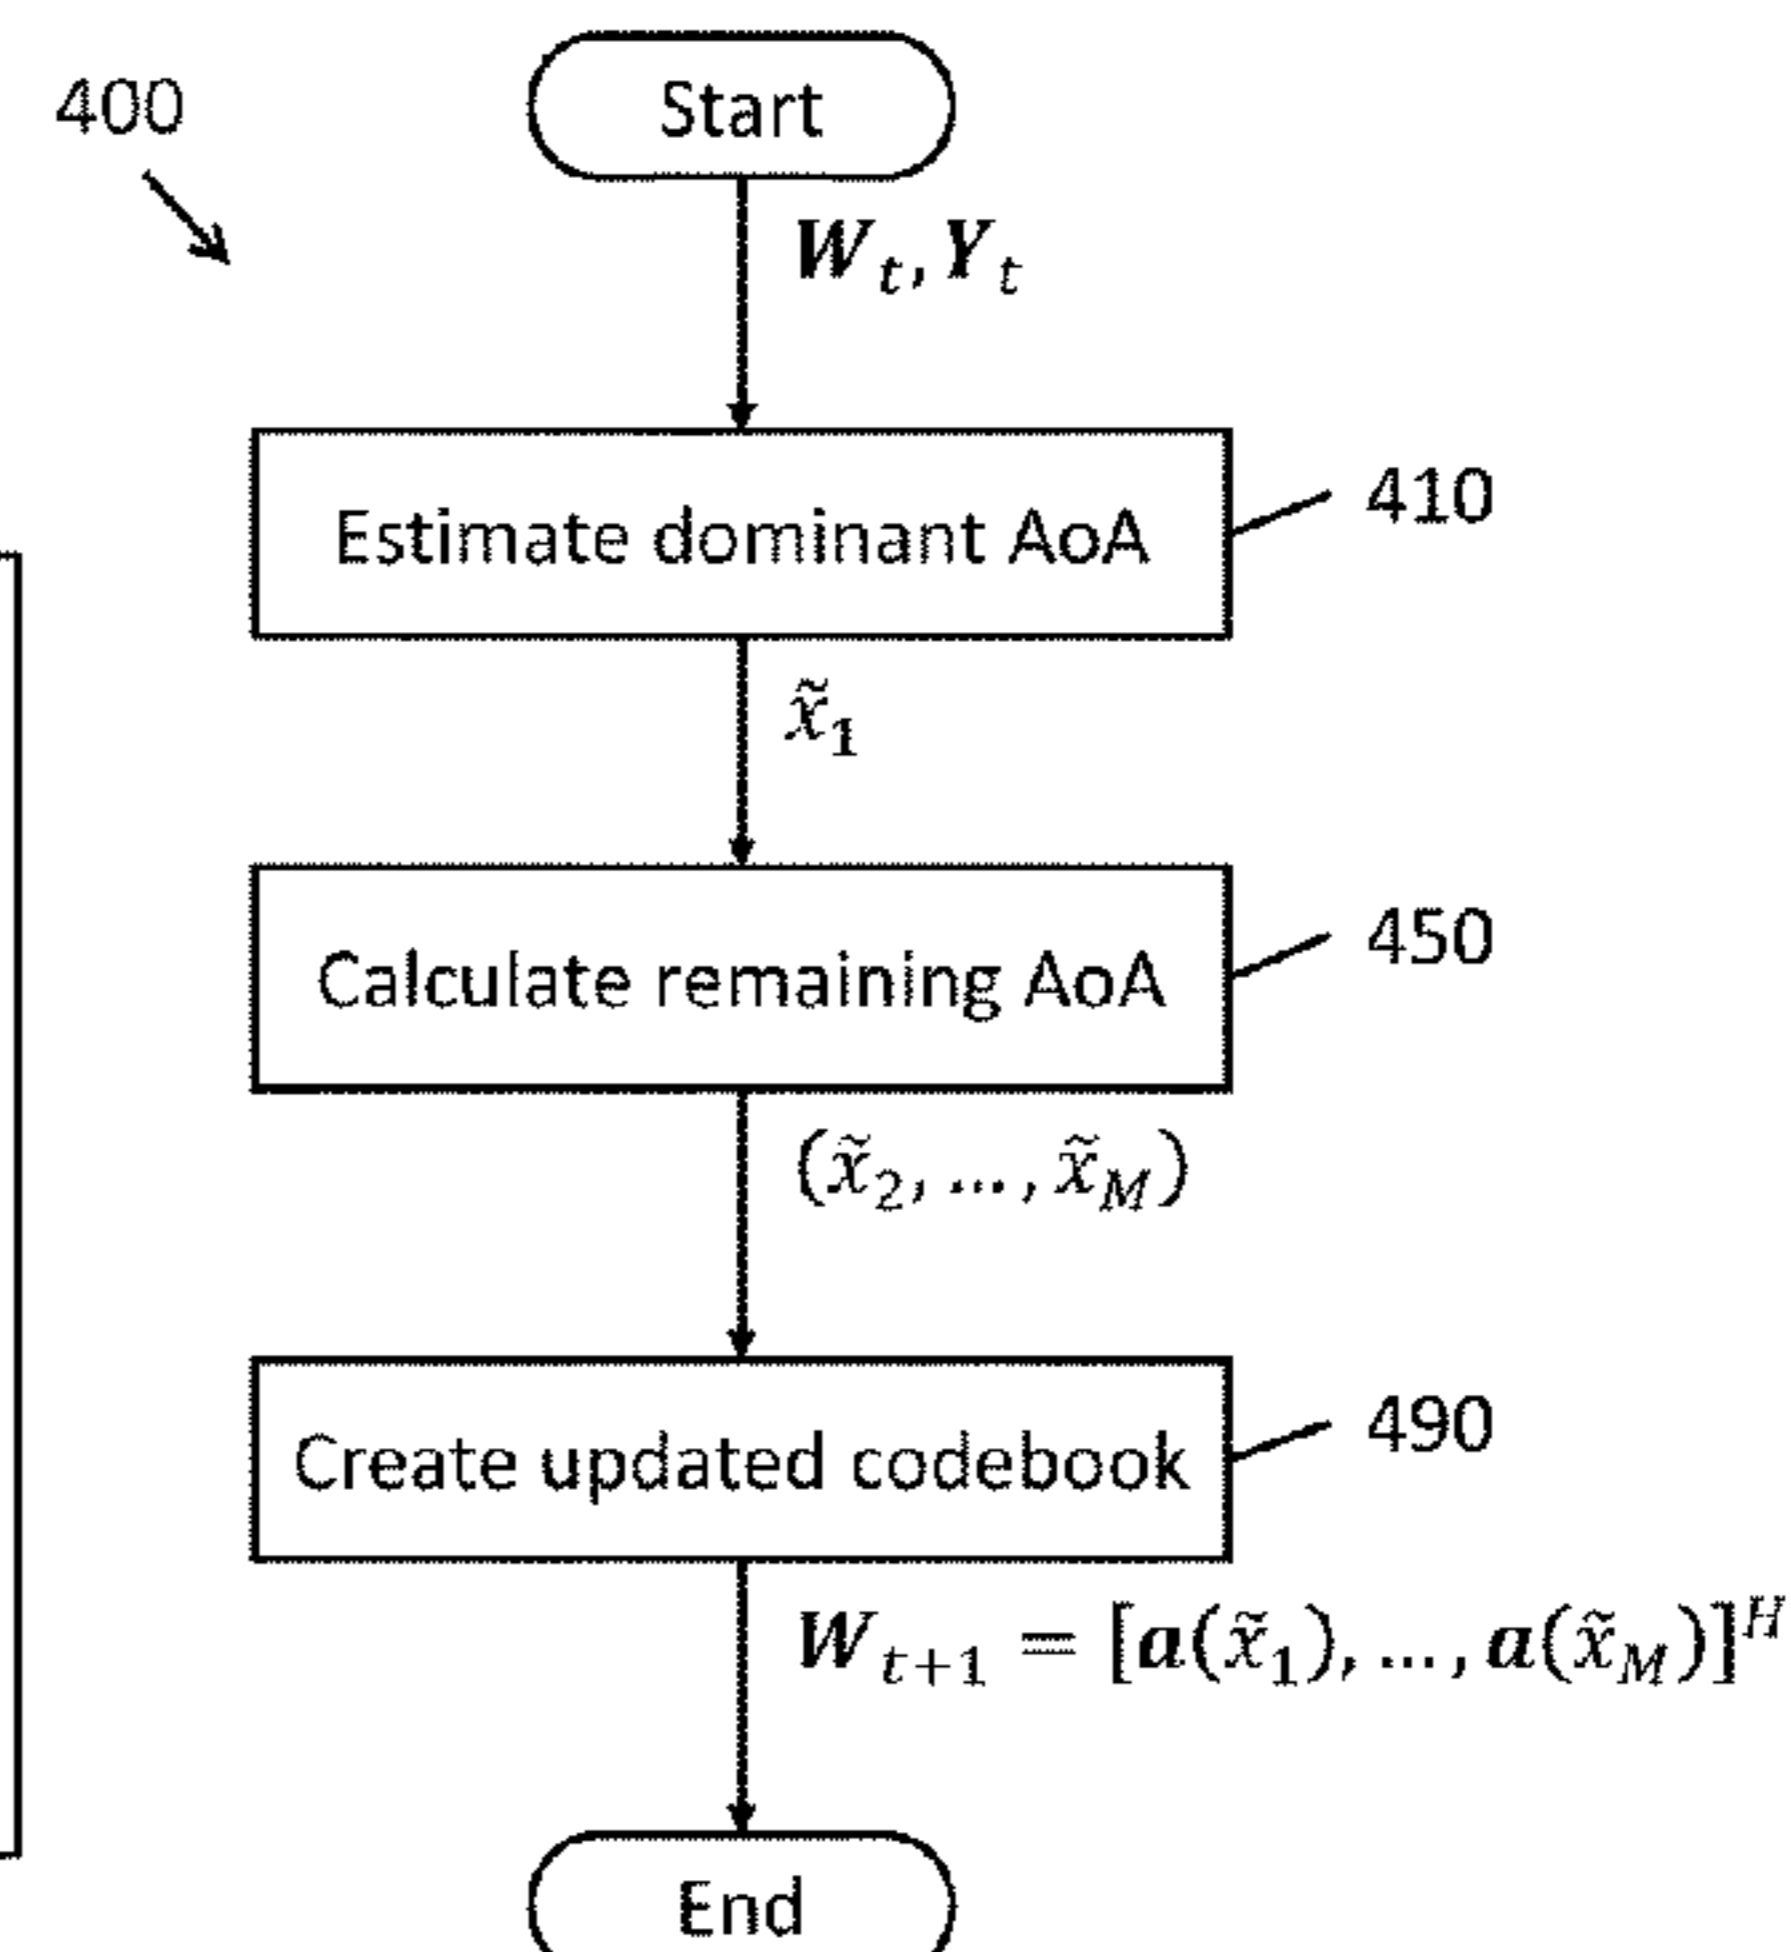 400
Start
W_t, Y_t
Estimate dominant AoA
410
x̃_1
Calculate remaining AoA
450
(x̃_2, ..., x̃_M)
Create updated codebook
490
W_{t+1} = [a(x̃_1), ..., a(x̃_M)]^H
End